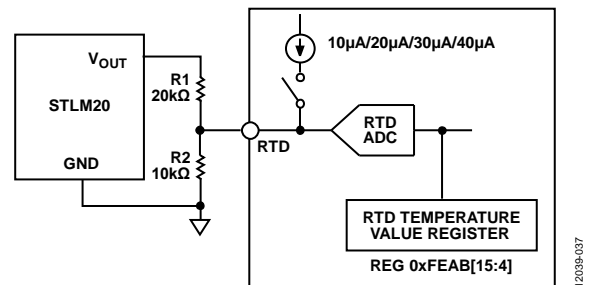 10µA/20µA/30µA/40µA
VOUT
R1
20kΩ
STLM20
RTD
ADC
RTD
R2
10kΩ
GND
RTD TEMPERATURE
VALUE REGISTER
REG 0xFEAB[15:4]
12039-037